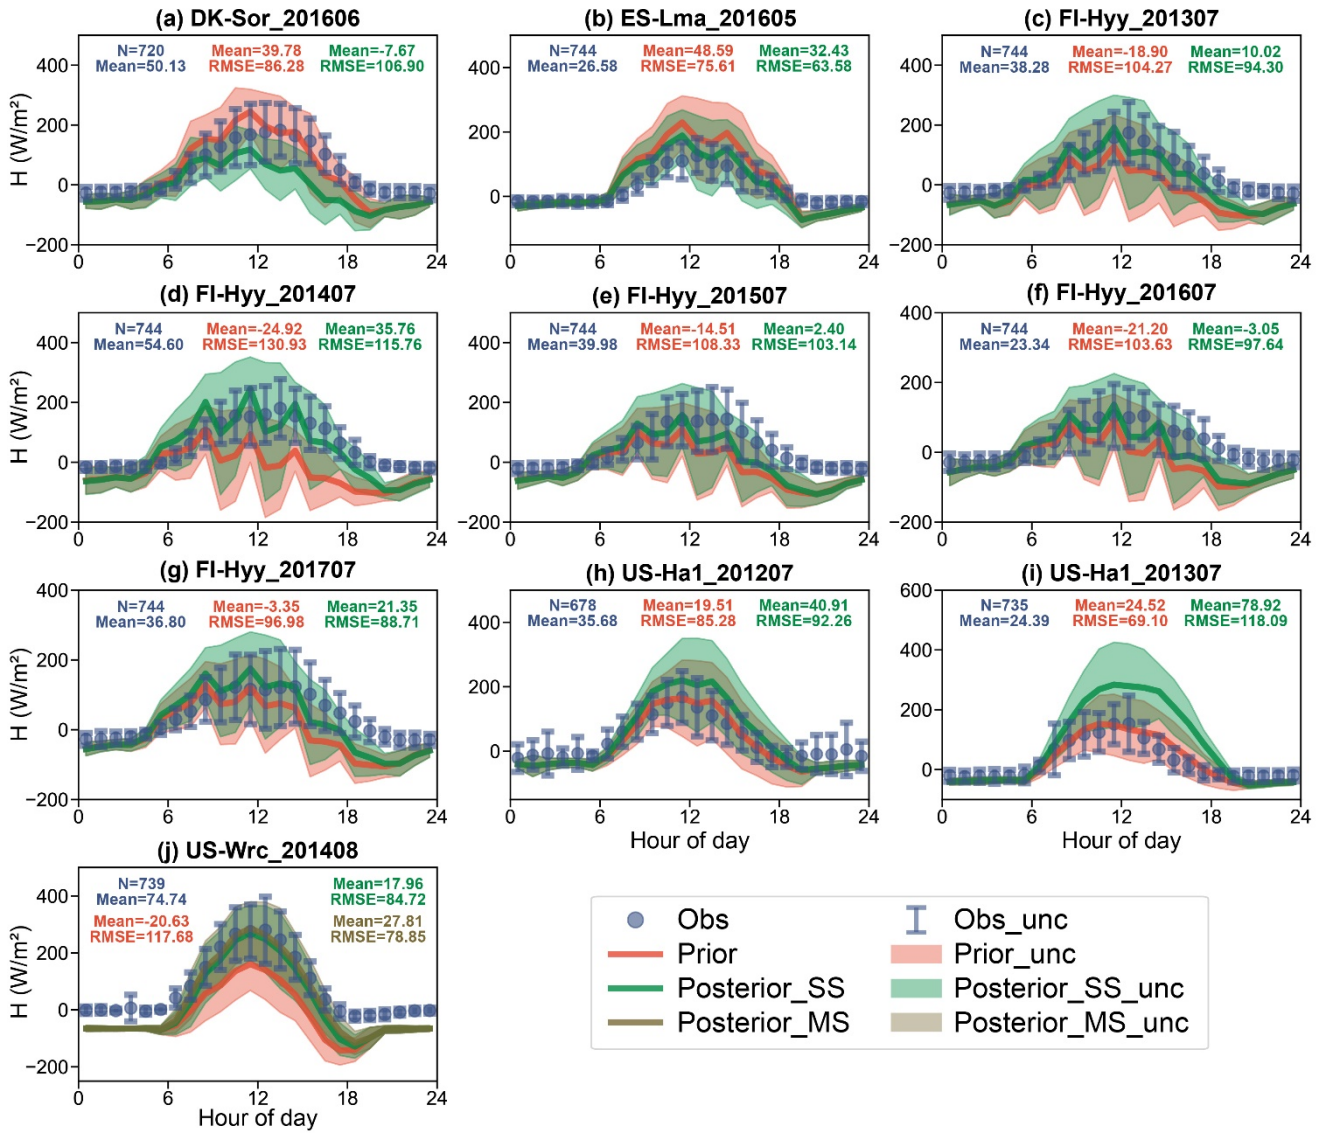 (a) DK-Sor_201606
N=720 Mean=39.78 Mean=-7.67
Mean=50.13 RMSE=86.28 RMSE=106.90
H (W/m²)
400
200
0
−200
0 6 12 18 24
(b) ES-Lma_201605
N=744 Mean=48.59 Mean=32.43
Mean=26.58 RMSE=75.61 RMSE=63.58
400
200
0
0 6 12 18 24
(c) FI-Hyy_201307
N=744 Mean=-18.90 Mean=10.02
Mean=38.28 RMSE=104.27 RMSE=94.30
400
200
0
−200
0 6 12 18 24
(d) FI-Hyy_201407
N=744 Mean=-24.92 Mean=35.76
Mean=54.60 RMSE=130.93 RMSE=115.76
H (W/m²)
400
200
0
−200
0 6 12 18 24
(e) FI-Hyy_201507
N=744 Mean=-14.51 Mean=2.40
Mean=39.98 RMSE=108.33 RMSE=103.14
400
200
0
−200
0 6 12 18 24
(f) FI-Hyy_201607
N=744 Mean=-21.20 Mean=-3.05
Mean=23.34 RMSE=103.63 RMSE=97.64
400
200
0
−200
0 6 12 18 24
(g) FI-Hyy_201707
N=744 Mean=-3.35 Mean=21.35
Mean=36.80 RMSE=96.98 RMSE=88.71
H (W/m²)
400
200
0
−200
0 6 12 18 24
(h) US-Ha1_201207
N=678 Mean=19.51 Mean=40.91
Mean=35.68 RMSE=85.28 RMSE=92.26
400
200
0
0 6 12 18 24
Hour of day
(i) US-Ha1_201307
N=735 Mean=24.52 Mean=78.92
Mean=24.39 RMSE=69.10 RMSE=118.09
600
400
200
0
0 6 12 18 24
Hour of day
(j) US-Wrc_201408
N=739 Mean=17.96
Mean=74.74 RMSE=84.72
Mean=-20.63 Mean=27.81
RMSE=117.68 RMSE=78.85
H (W/m²)
400
200
0
−200
0 6 12 18 24
Hour of day
Obs Obs_unc
Prior Prior_unc
Posterior_SS Posterior_SS_unc
Posterior_MS Posterior_MS_unc